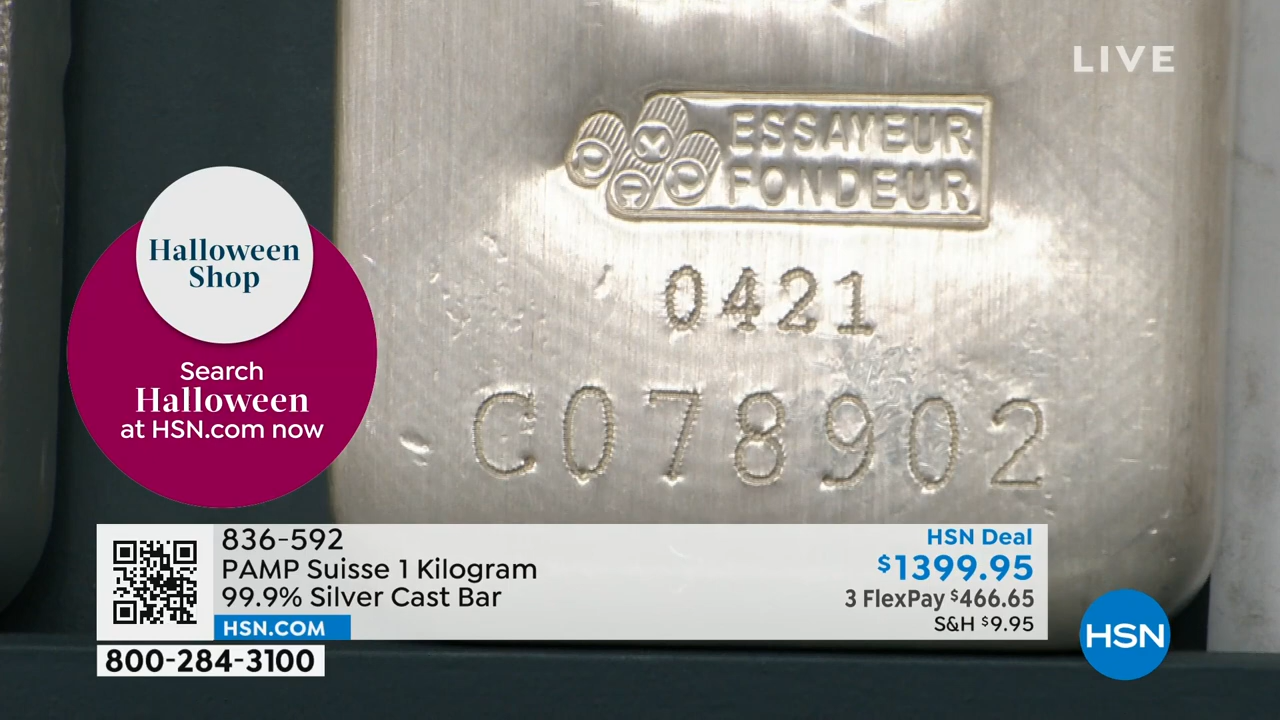 LIVE
P M A P
ESSAYEUR
FONDEUR
0421
C078902
Halloween
Shop
Search
Halloween
at HSN.com now
836-592
PAMP Suisse 1 Kilogram
99.9% Silver Cast Bar
HSN.COM
800-284-3100
HSN Deal
$1399.95
3 FlexPay $466.65
S&H $9.95
HSN